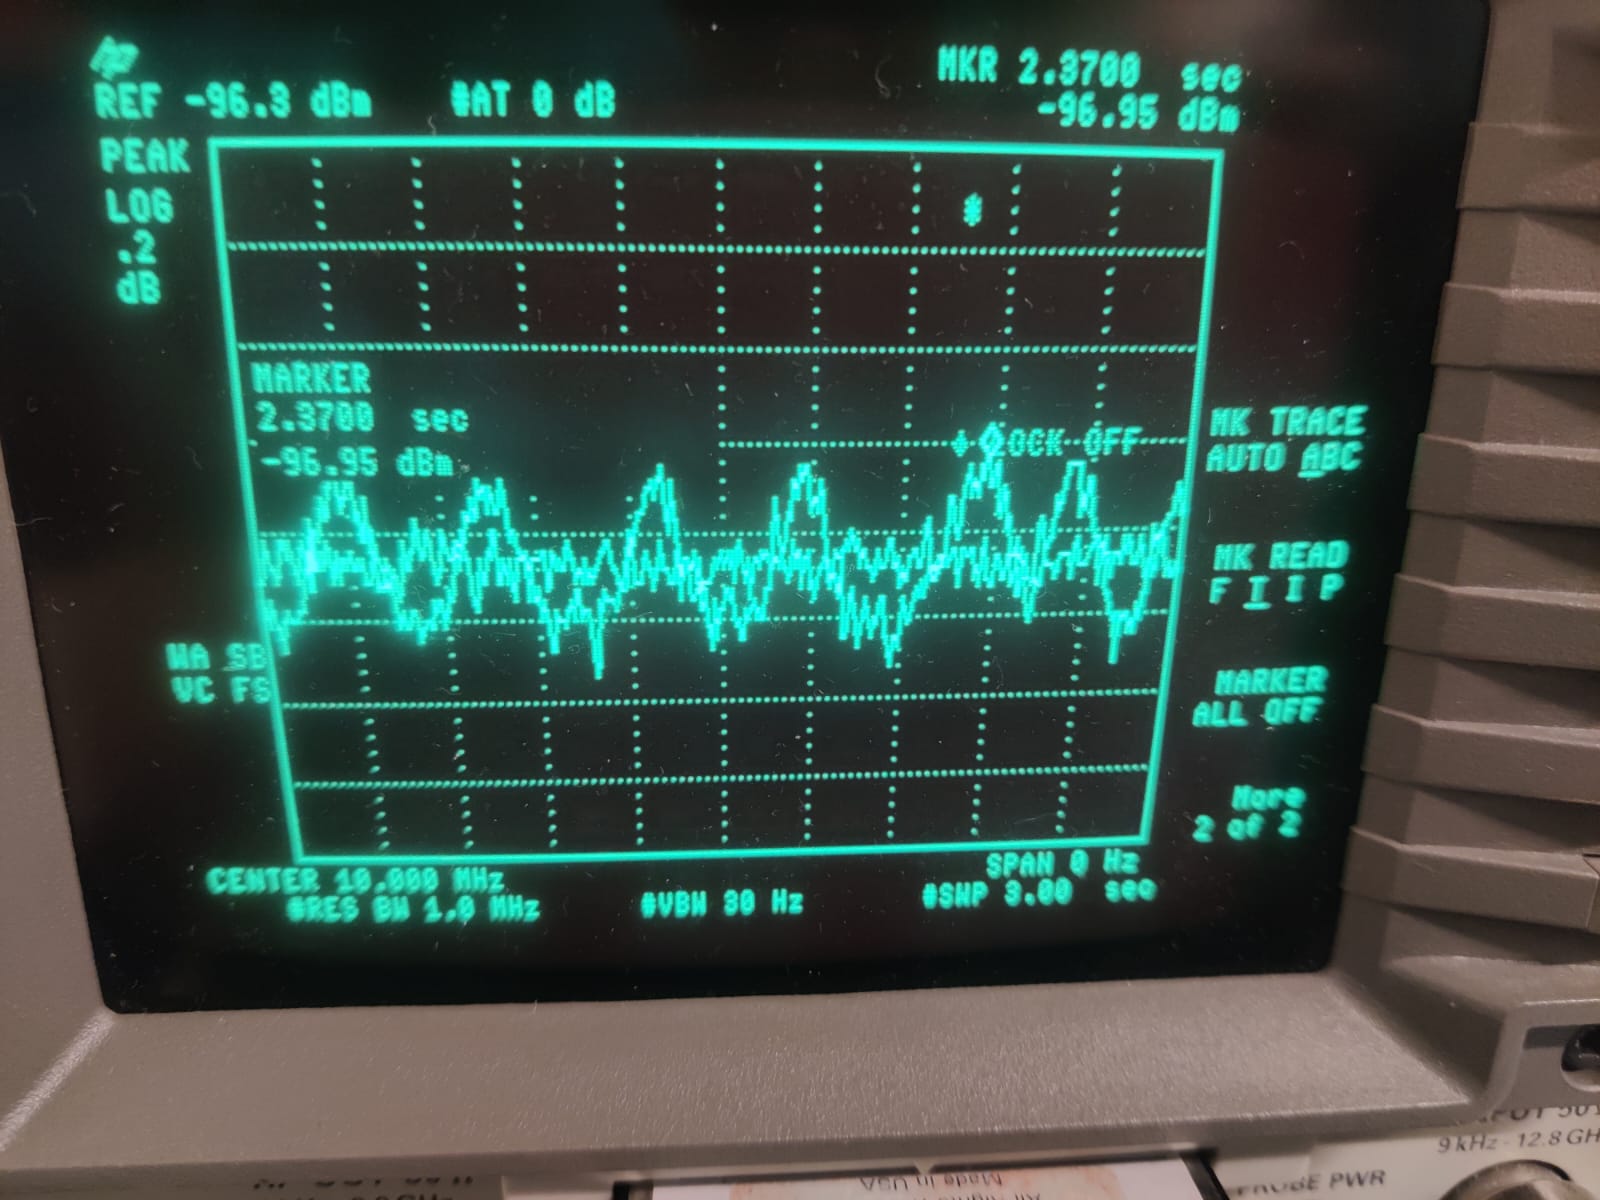 hp
REF -96.3 dBm #AT 0 dB
MKR 2.3700 sec
-96.95 dBm
PEAK
LOG
.2
dB
*
MARKER
2.3700 sec
-96.95 dBm
OCK OFF
MK TRACE
AUTO ABC
MK READ
F I I P
MARKER
ALL OFF
More
2 of 2
WA SB
VC FS
CENTER 10.000 MHz
SPAN 0 Hz
#RES BW 1.0 MHz
#VBW 30 Hz
#SWP 3.00 sec
9 kHz - 12.8 GH
PROBE PWR
Made in USA